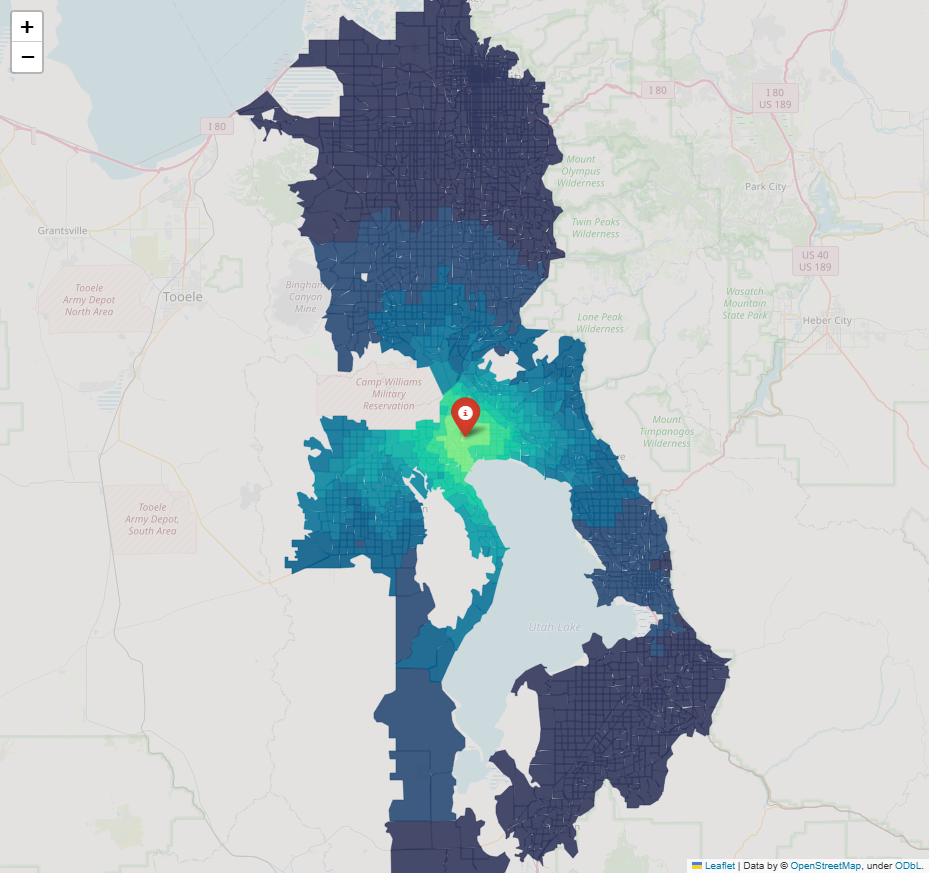 +
−
I 80
I 80
I 80
US 189
Mount
Olympus
Wilderness
Park City
Twin Peaks
Wilderness
Grantsville
US 40
US 189
Tooele
Army Depot
North Area
Tooele
Bingham
Canyon
Mine
Wasatch
Mountain
State Park
Lone Peak
Wilderness
Heber City
Camp Williams
Military
Reservation
i
Mount
Timpanogos
Wilderness
Tooele
Army Depot,
South Area
Utah Lake
Leaflet | Data by © OpenStreetMap, under ODbL.